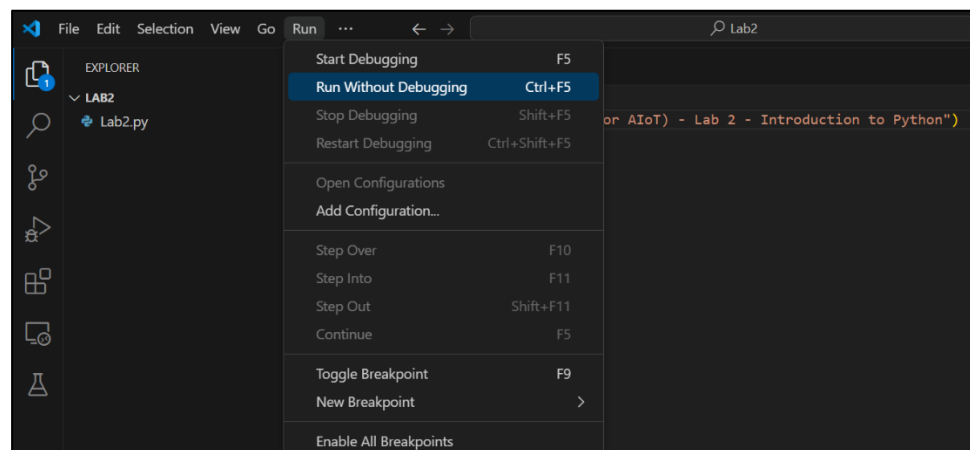 File Edit Selection View Go Run ··· Lab2
EXPLORER
LAB2
Lab2.py
1
Start Debugging F5
Run Without Debugging Ctrl+F5
Stop Debugging Shift+F5
Restart Debugging Ctrl+Shift+F5
Open Configurations
Add Configuration...
Step Over F10
Step Into F11
Step Out Shift+F11
Continue F5
Toggle Breakpoint F9
New Breakpoint
Enable All Breakpoints
or AIoT) - Lab 2 - Introduction to Python")